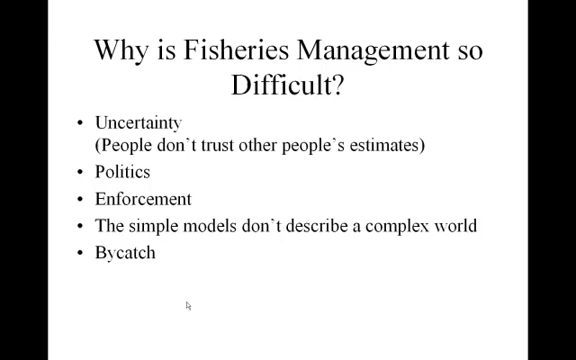 Why is Fisheries Management so
Difficult?
• Uncertainty
(People don`t trust other people`s estimates)
• Politics
• Enforcement
• The simple models don`t describe a complex world
• Bycatch